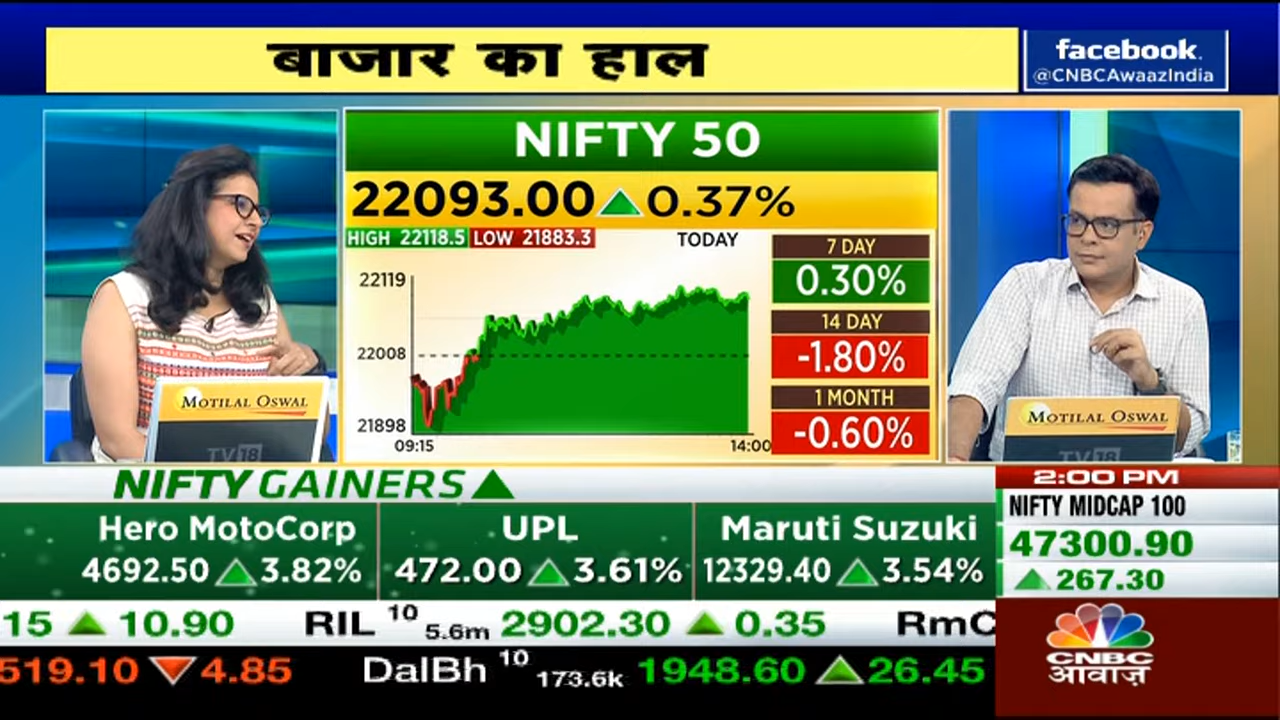 बाजार का हाल
facebook.
@CNBCAwaazIndia
NIFTY 50
22093.00 ▲ 0.37%
HIGH 22118.5 LOW 21883.3 TODAY
22119
22008
21898
09:15 14:00
7 DAY
0.30%
14 DAY
-1.80%
1 MONTH
-0.60%
MOTILAL OSWAL
TV18
MOTILAL OSWAL
TV18
NIFTY GAINERS ▲
Hero MotoCorp
4692.50 ▲ 3.82%
UPL
472.00 ▲ 3.61%
Maruti Suzuki
12329.40 ▲ 3.54%
2:00 PM
NIFTY MIDCAP 100
47300.90
▲ 267.30
15 ▲ 10.90 RIL 10 5.6m 2902.30 ▲ 0.35 RmC
519.10 ▼ 4.85 DalBh 10 173.6k 1948.60 ▲ 26.45
CNBC
आवाज़